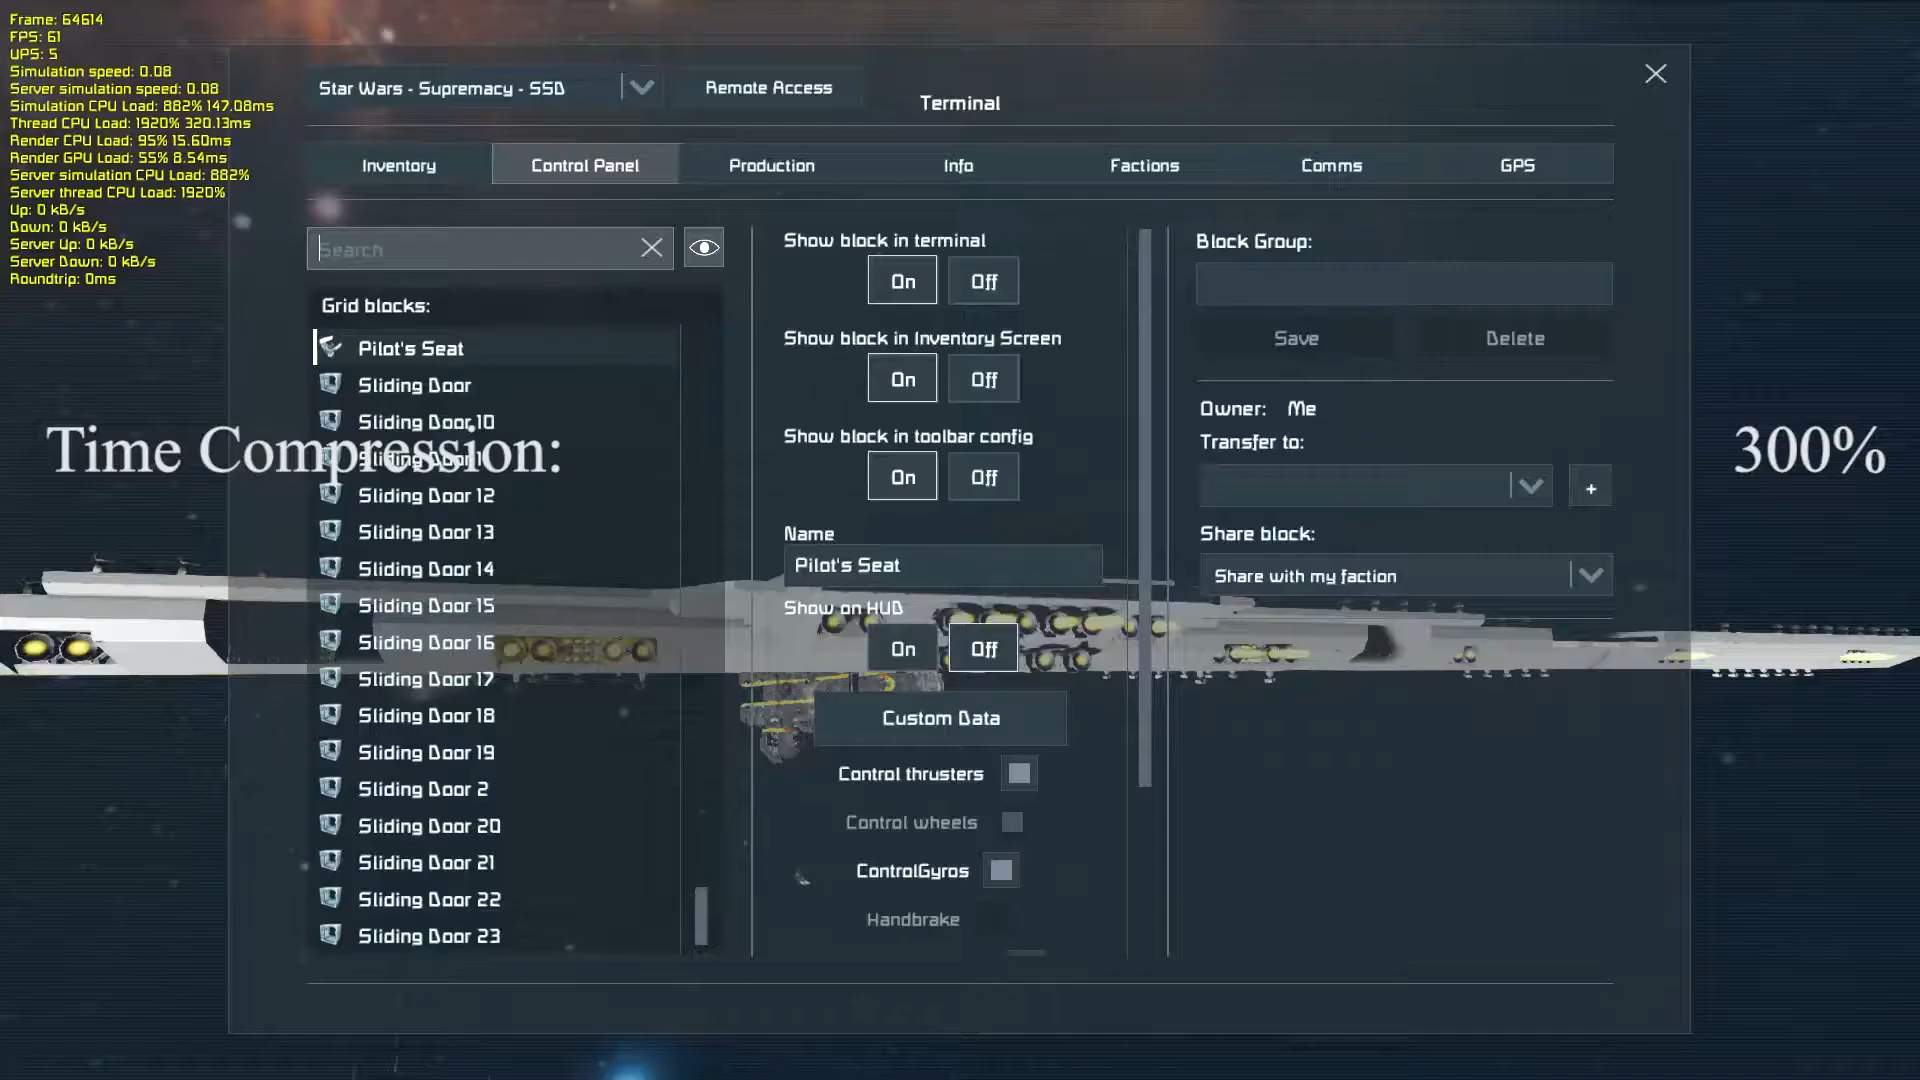 Frame: 64614
FPS: 61
UPS: 5
Simulation speed: 0.08
Server simulation speed: 0.08
Simulation CPU Load: 882% 147.08ms
Thread CPU Load: 1920% 320.13ms
Render CPU Load: 95% 15.60ms
Render GPU Load: 55% 8.54ms
Server simulation CPU Load: 882%
Server thread CPU Load: 1920%
Up: 0 kB/s
Down: 0 kB/s
Server Up: 0 kB/s
Server Down: 0 kB/s
Roundtrip: 0ms
Star Wars - Supremacy - SSD
Remote Access
Terminal
Inventory
Control Panel
Production
Info
Factions
Comms
GPS
Search
Grid blocks:
Pilot's Seat
Sliding Door
Sliding Door 10
Sliding Door
Sliding Door 12
Sliding Door 13
Sliding Door 14
Sliding Door 15
Sliding Door 16
Sliding Door 17
Sliding Door 18
Sliding Door 19
Sliding Door 2
Sliding Door 20
Sliding Door 21
Sliding Door 22
Sliding Door 23
Time Compression:
300%
Show block in terminal
On Off
Show block in Inventory Screen
On Off
Show block in toolbar config
On Off
Name
Pilot's Seat
Show on HUD
On Off
Custom Data
Control thrusters
Control wheels
ControlGyros
Handbrake
Block Group:
Save Delete
Owner: Me
Transfer to:
+
Share block:
Share with my faction